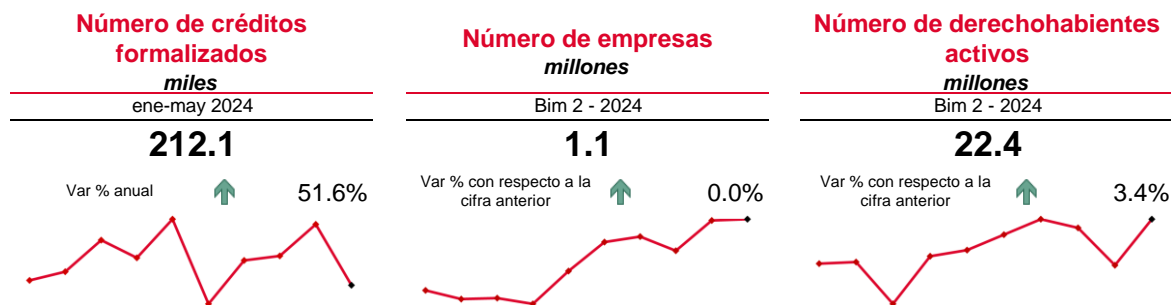 Número de créditos
formalizados
miles
ene-may 2024
212.1
Var % anual
51.6%
Número de empresas
millones
Bim 2 - 2024
1.1
Var % con respecto a la
cifra anterior
0.0%
Número de derechohabientes
activos
millones
Bim 2 - 2024
22.4
Var % con respecto a la
cifra anterior
3.4%